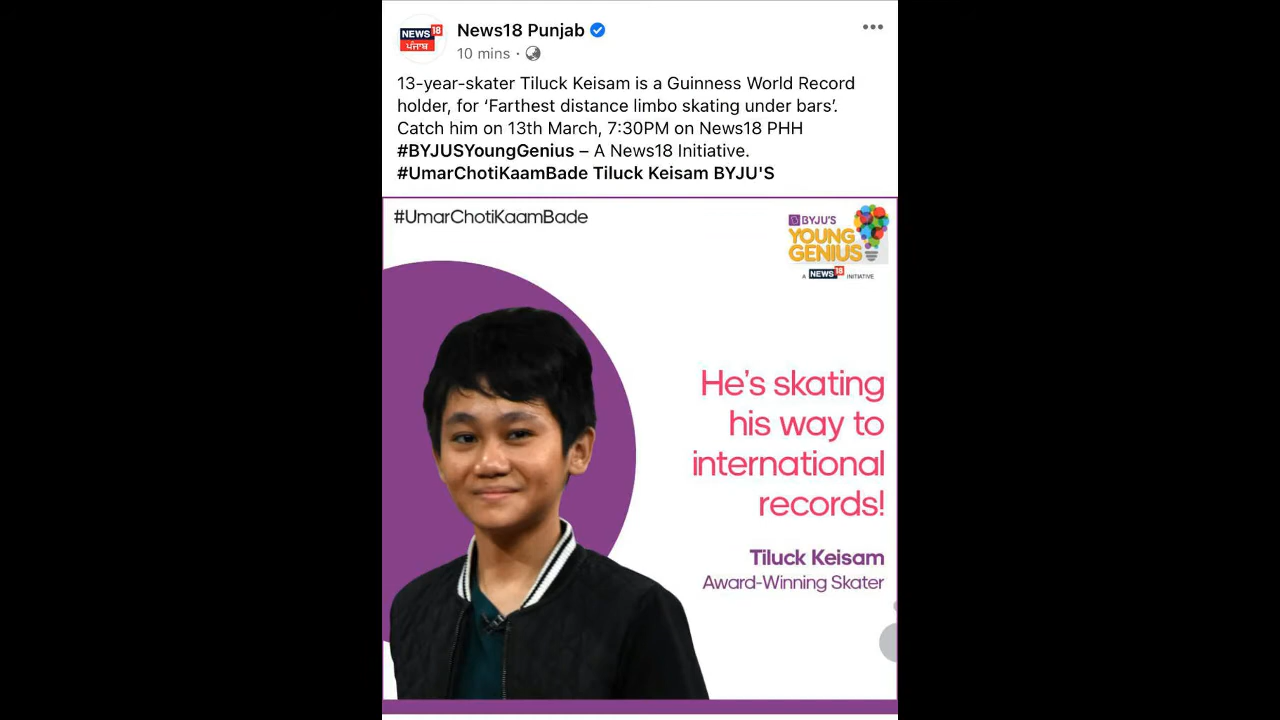 NEWS 18
ਪੰਜਾਬ
News18 Punjab
10 mins ·
13-year-skater Tiluck Keisam is a Guinness World Record
holder, for ‘Farthest distance limbo skating under bars’.
Catch him on 13th March, 7:30PM on News18 PHH
#BYJUSYoungGenius – A News18 Initiative.
#UmarChotiKaamBade Tiluck Keisam BYJU'S
#UmarChotiKaamBade
BYJU'S
YOUNG
GENIUS
A NEWS18 INITIATIVE
He's skating
his way to
international
records!
Tiluck Keisam
Award-Winning Skater